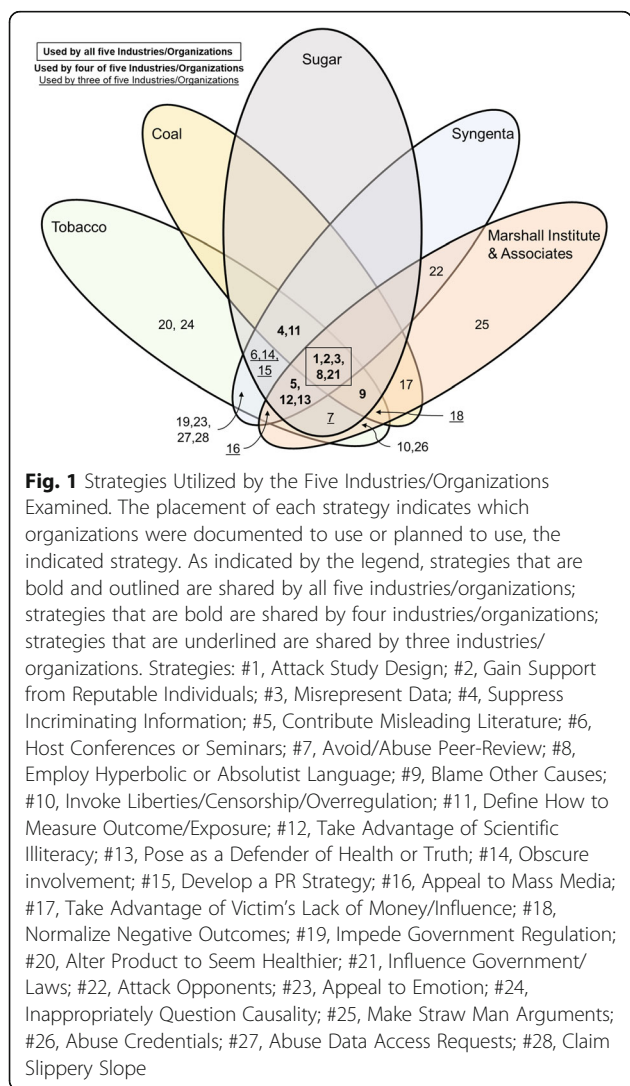 Used by all five Industries/Organizations
Used by four of five Industries/Organizations
Used by three of five Industries/Organizations
Sugar
Coal
Syngenta
Tobacco
Marshall Institute
& Associates
22
20, 24
25
4,11
6,14,
15
1,2,3,
8,21
5,
12,13
9
17
7
18
19,23,
27,28
16
10,26
Fig. 1 Strategies Utilized by the Five Industries/Organizations
Examined. The placement of each strategy indicates which
organizations were documented to use or planned to use, the
indicated strategy. As indicated by the legend, strategies that are
bold and outlined are shared by all five industries/organizations;
strategies that are bold are shared by four industries/organizations;
strategies that are underlined are shared by three industries/
organizations. Strategies: #1, Attack Study Design; #2, Gain Support
from Reputable Individuals; #3, Misrepresent Data; #4, Suppress
Incriminating Information; #5, Contribute Misleading Literature; #6,
Host Conferences or Seminars; #7, Avoid/Abuse Peer-Review; #8,
Employ Hyperbolic or Absolutist Language; #9, Blame Other Causes;
#10, Invoke Liberties/Censorship/Overregulation; #11, Define How to
Measure Outcome/Exposure; #12, Take Advantage of Scientific
Illiteracy; #13, Pose as a Defender of Health or Truth; #14, Obscure
involvement; #15, Develop a PR Strategy; #16, Appeal to Mass Media;
#17, Take Advantage of Victim's Lack of Money/Influence; #18,
Normalize Negative Outcomes; #19, Impede Government Regulation;
#20, Alter Product to Seem Healthier; #21, Influence Government/
Laws; #22, Attack Opponents; #23, Appeal to Emotion; #24,
Inappropriately Question Causality; #25, Make Straw Man Arguments;
#26, Abuse Credentials; #27, Abuse Data Access Requests; #28, Claim
Slippery Slope